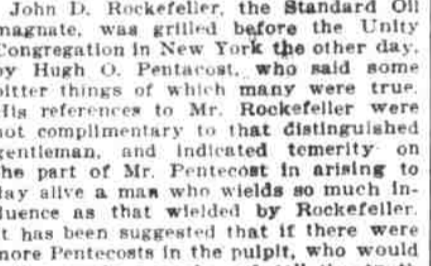 John D. Rockefeller, the Standard Oil
magnate, was grilled before the Unity
Congregation in New York the other day,
by Hugh O. Pentacost, who said some
bitter things of which many were true.
His references to Mr. Rockefeller were
not complimentary to that distinguished
gentleman, and indicated temerity on
the part of Mr. Pentecost in arising to
flay alive a man who wields so much in-
fluence as that wielded by Rockefeller.
It has been suggested that if there were
more Pentecosts in the pulpit, who would